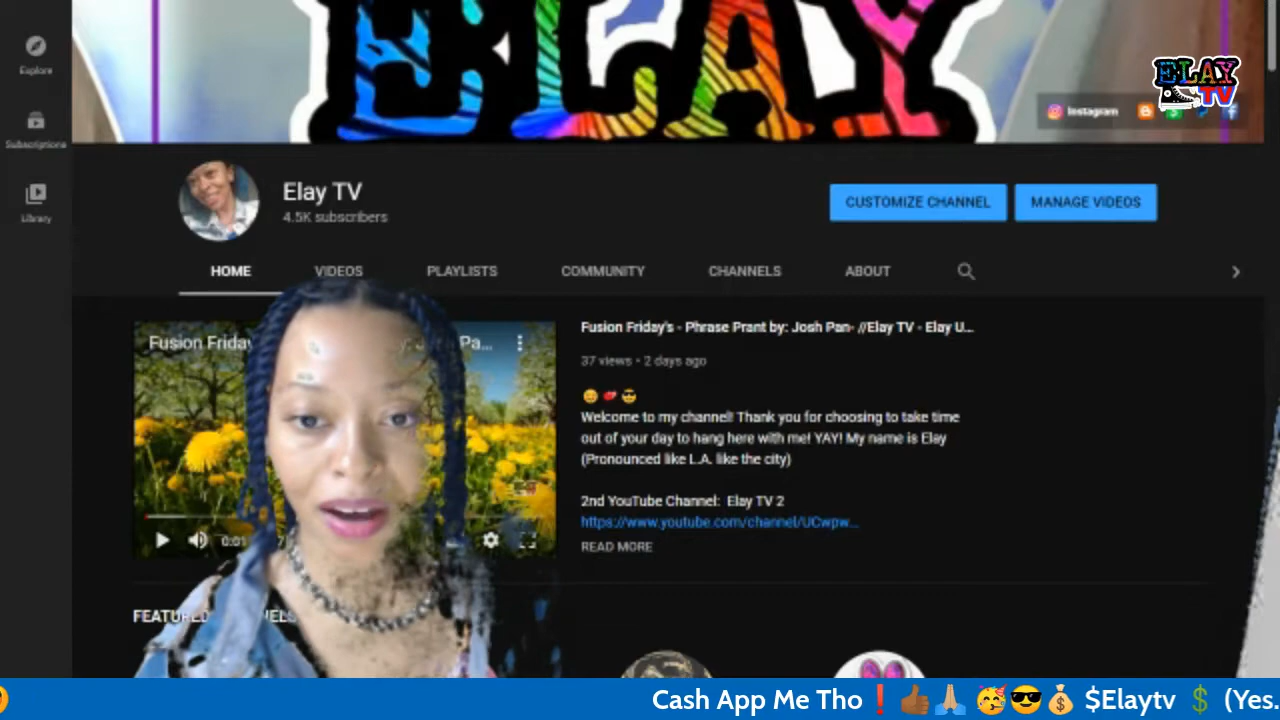 ELAY
ELAY
TV
Instagram
Explore
Subscriptions
Library
Elay TV
4.5K subscribers
CUSTOMIZE CHANNEL
MANAGE VIDEOS
HOME
VIDEOS
PLAYLISTS
COMMUNITY
CHANNELS
ABOUT
Fusion Friday's - Phrase Prant by: Josh Pan- //Elay TV - Elay U...
37 views • 2 days ago
😊 💋 😎
Welcome to my channel! Thank you for choosing to take time
out of your day to hang here with me! YAY! My name is Elay
(Pronounced like L.A. like the city)
2nd YouTube Channel: Elay TV 2
https://www.youtube.com/channel/UCwpw...
READ MORE
Fusion Pa...
0:01
Cash App Me Tho ❗👍🏾🙏🏼 🥳😎💰 $Elaytv 💲 (Yes.